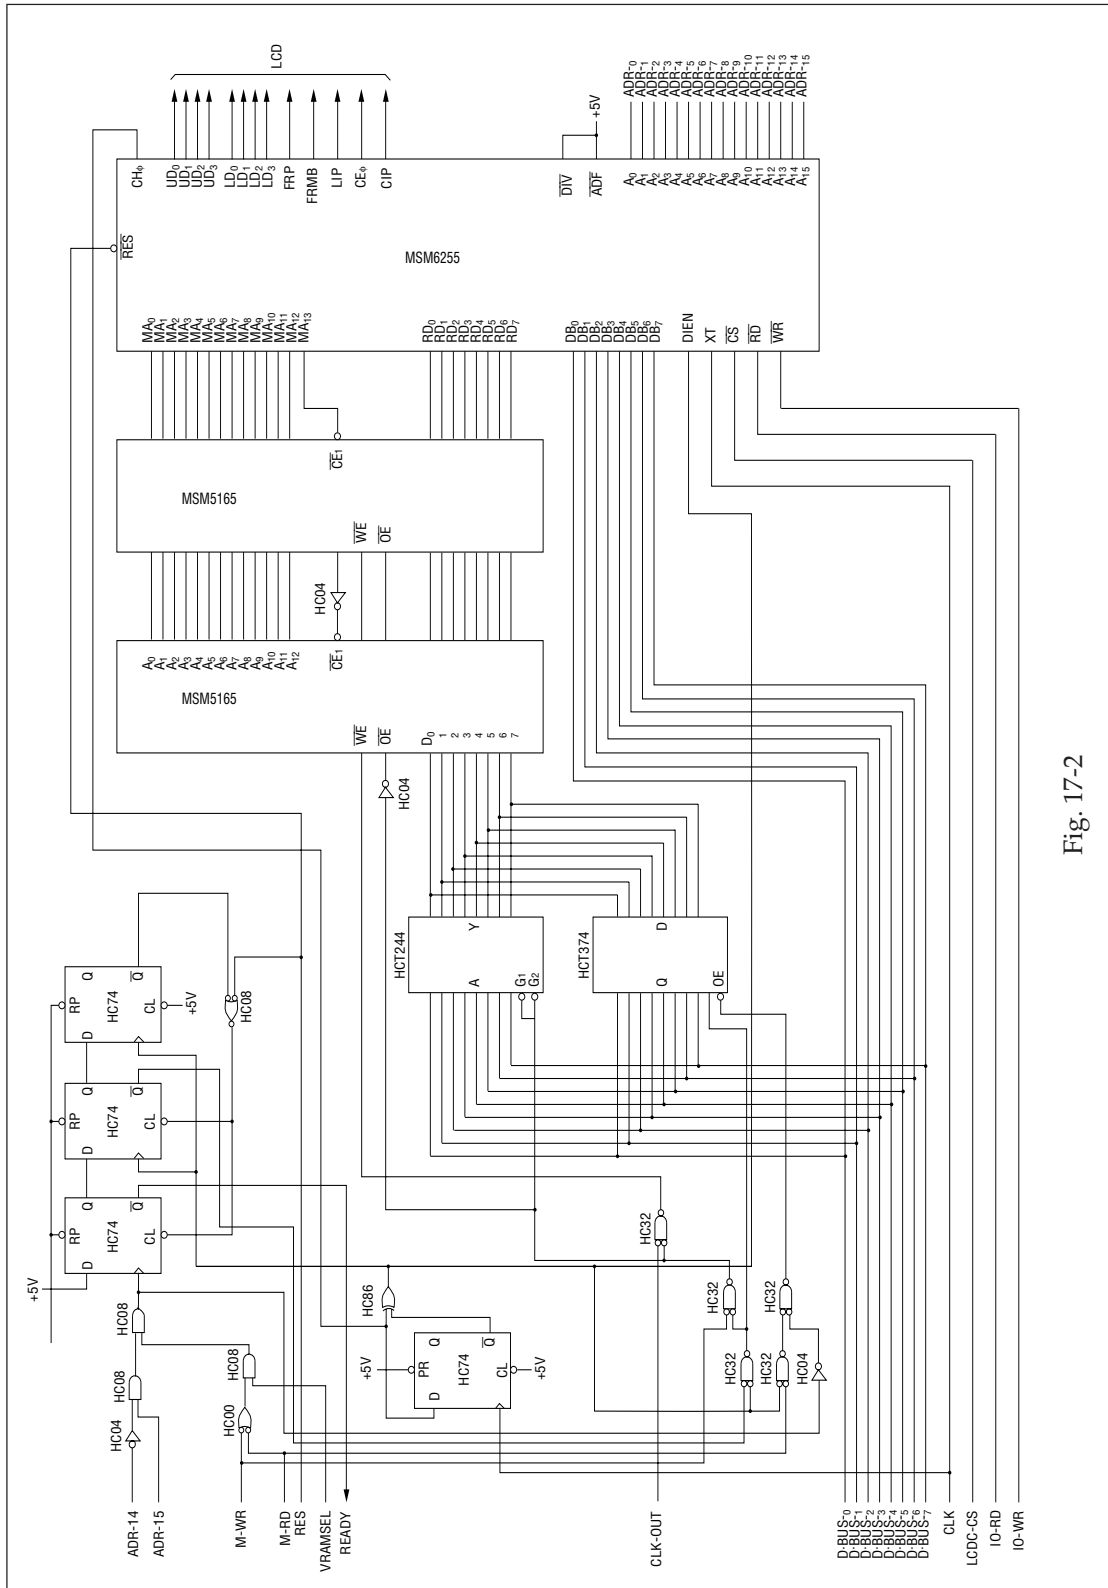 LCD
CHϕ
UD0
UD1
UD2
UD3
LD0
LD1
LD2
LD3
FRP
FRMB
LIP
CEϕ
CIP
DIV
ADF
+5V
A0
A1
A2
A3
A4
A5
A6
A7
A8
A9
A10
A11
A12
A13
A14
A15
ADR-0
ADR-1
ADR-2
ADR-3
ADR-4
ADR-5
ADR-6
ADR-7
ADR-8
ADR-9
ADR-10
ADR-11
ADR-12
ADR-13
ADR-14
ADR-15
RES
MSM6255
MA0
MA1
MA2
MA3
MA4
MA5
MA6
MA7
MA8
MA9
MA10
MA11
MA12
MA13
RD0
RD1
RD2
RD3
RD4
RD5
RD6
RD7
DB0
DB1
DB2
DB3
DB4
DB5
DB6
DB7
DIEN
XT
CS
RD
WR
MSM5165
CE1
WE
OE
HC04
MSM5165
A0
A1
A2
A3
A4
A5
A6
A7
A8
A9
A10
A11
A12
CE1
WE
OE
D0
1
2
3
4
5
6
7
HC04
HCT244
Y
A
G1
G2
HCT374
D
Q
OE
RP
Q
HC74
D
CL
Q
+5V
HC08
RP
Q
HC74
D
CL
Q
RP
Q
HC74
D
CL
Q
+5V
HC08
HC08
HC08
HC04
HC00
HC86
+5V
PR
Q
HC74
D
CL
Q
+5V
HC32
HC32
HC32
HC32
HC32
HC04
ADR-14
ADR-15
M-WR
M-RD
RES
VRAMSEL
READY
CLK-OUT
D-BUS-0
D-BUS-1
D-BUS-2
D-BUS-3
D-BUS-4
D-BUS-5
D-BUS-6
D-BUS-7
CLK
LCDC-CS
IO-RD
IO-WR
Fig. 17-2